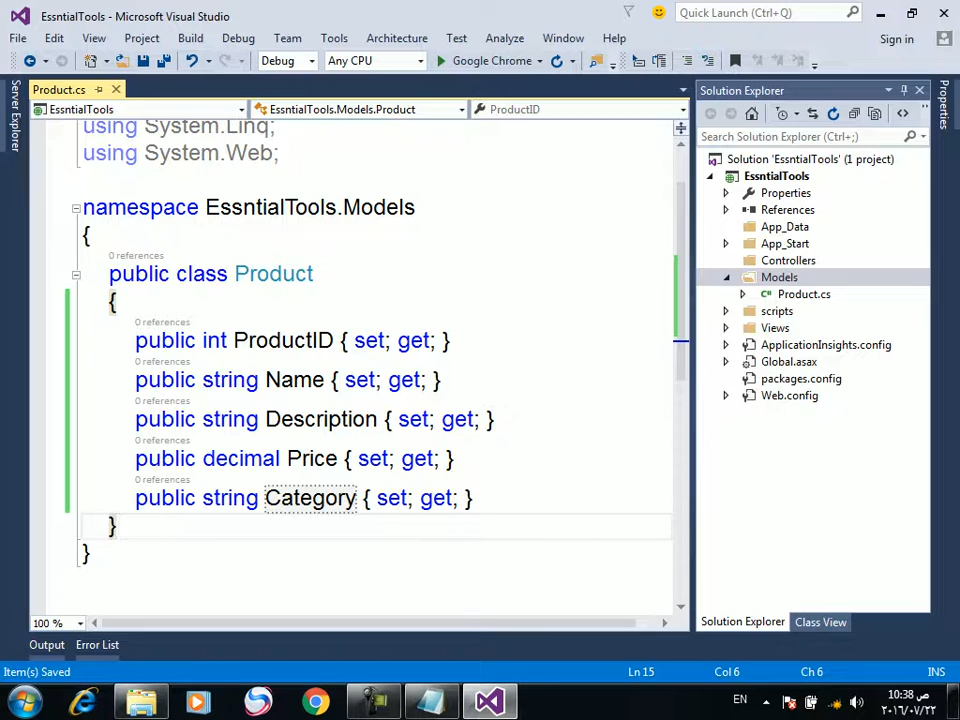 EssntialTools - Microsoft Visual Studio
Quick Launch (Ctrl+Q)
File Edit View Project Build Debug Team Tools Architecture Test Analyze Window Help Sign in
Debug Any CPU Google Chrome
Server Explorer
Product.cs
EssntialTools EssntialTools.Models.Product ProductID
using System.Linq;
using System.Web;
namespace EssntialTools.Models
{
0 references
public class Product
{
0 references
public int ProductID { set; get; }
0 references
public string Name { set; get; }
0 references
public string Description { set; get; }
0 references
public decimal Price { set; get; }
0 references
public string Category { set; get; }
}
}
100 %
Solution Explorer
Search Solution Explorer (Ctrl+;)
Solution 'EssntialTools' (1 project)
EssntialTools
Properties
References
App_Data
App_Start
Controllers
Models
Product.cs
scripts
Views
ApplicationInsights.config
Global.asax
packages.config
Web.config
Solution Explorer Class View
Properties
Output Error List
Item(s) Saved Ln 15 Col 6 Ch 6 INS
EN
10:38 ص
٢٠١٦/٠٧/٢٢